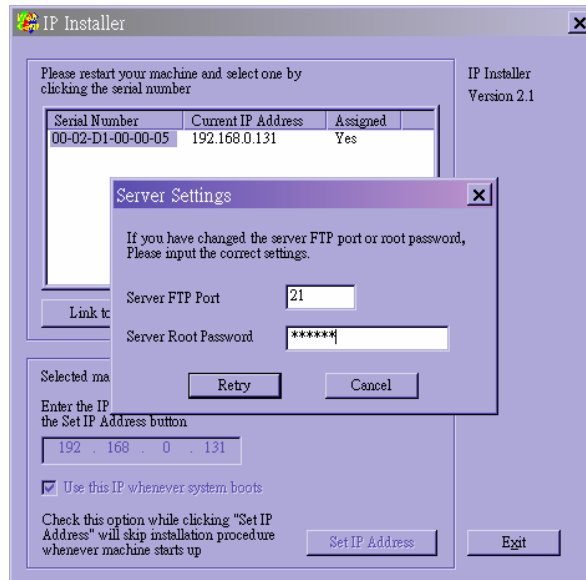 IP Installer
Please restart your machine and select one by
clicking the serial number
IP Installer
Version 2.1
Serial Number Current IP Address Assigned
00-02-D1-00-00-05 192.168.0.131 Yes
Server Settings
If you have changed the server FTP port or root password,
Please input the correct settings.
Server FTP Port 21
Server Root Password ******
Retry Cancel
Link to
Selected ma
Enter the IP
the Set IP Address button
192 . 168 . 0 . 131
Use this IP whenever system boots
Check this option while clicking "Set IP
Address" will skip installation procedure
whenever machine starts up
Set IP Address
Exit